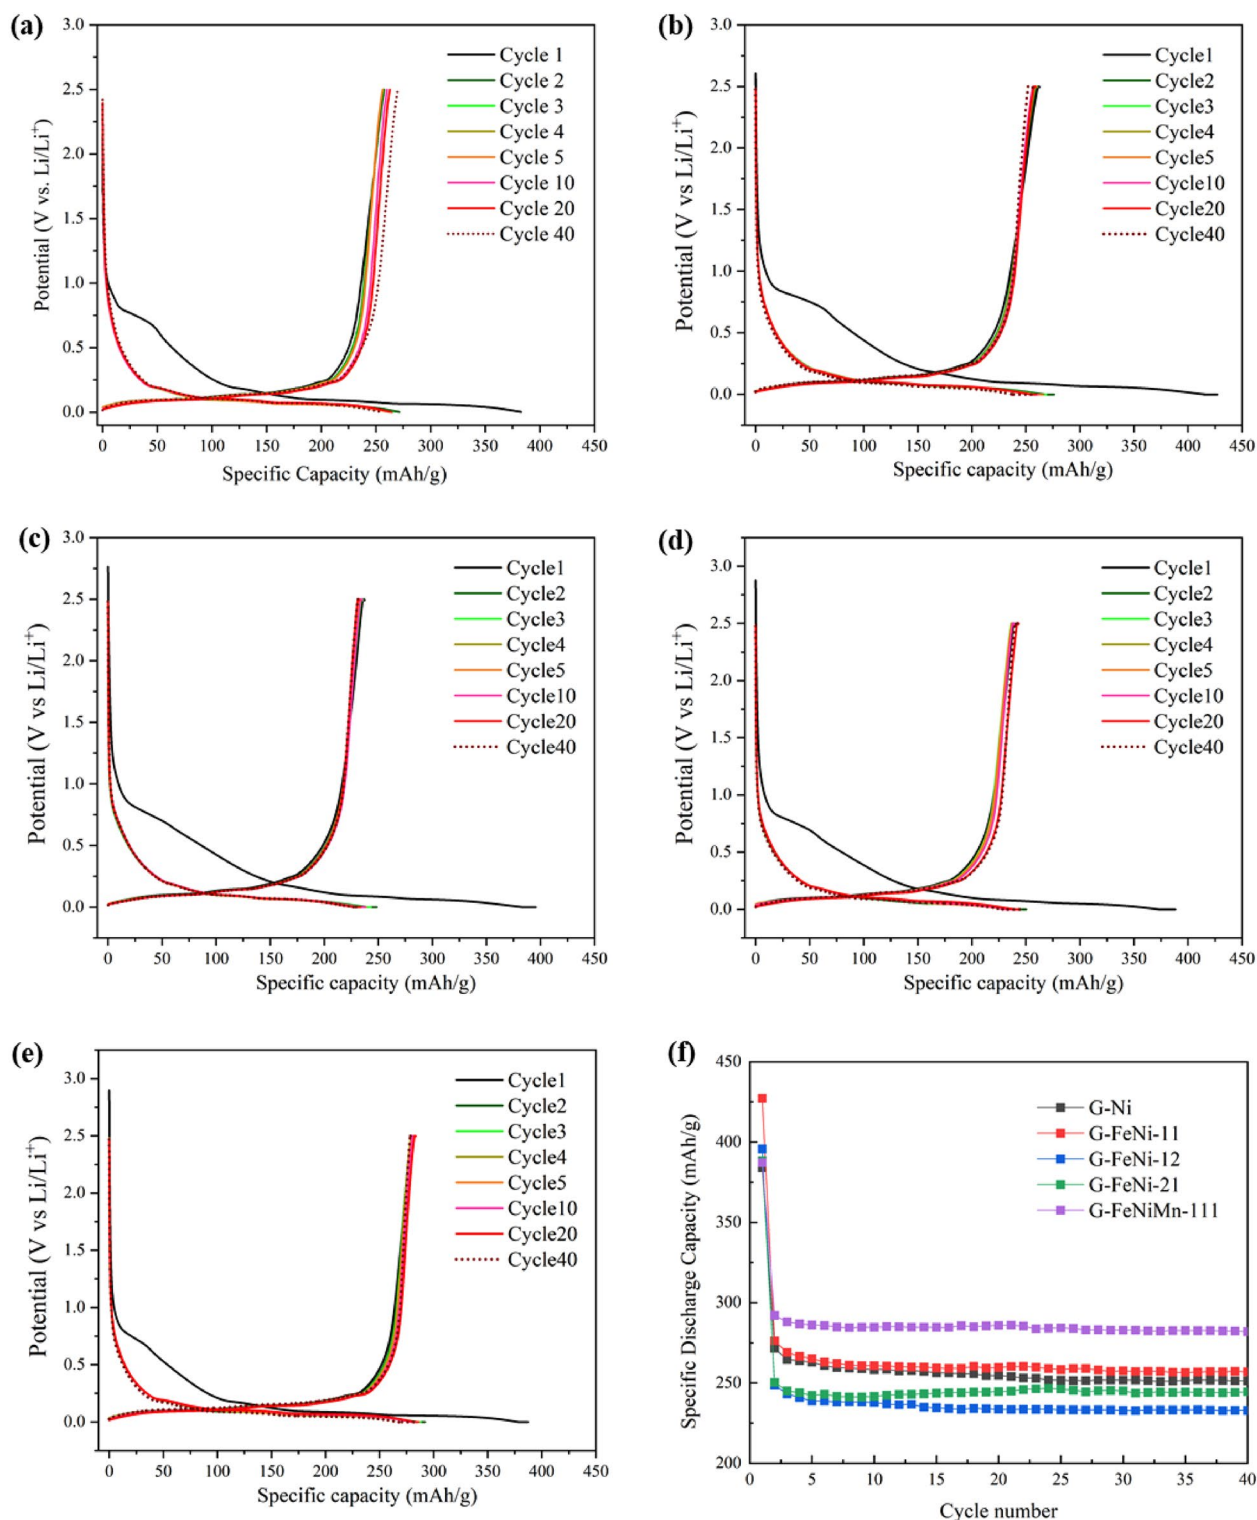 (a)
3.0
2.5
2.0
1.5
1.0
0.5
0.0
Potential (V vs. Li/Li+)
Cycle 1
Cycle 2
Cycle 3
Cycle 4
Cycle 5
Cycle 10
Cycle 20
Cycle 40
0 50 100 150 200 250 300 350 400 450
Specific Capacity (mAh/g)
(b)
3.0
2.5
2.0
1.5
1.0
0.5
0.0
Potential (V vs Li/Li+)
Cycle1
Cycle2
Cycle3
Cycle4
Cycle5
Cycle10
Cycle20
Cycle40
0 50 100 150 200 250 300 350 400 450
Specific capacity (mAh/g)
(c)
3.0
2.5
2.0
1.5
1.0
0.5
0.0
Potential (V vs Li/Li+)
Cycle1
Cycle2
Cycle3
Cycle4
Cycle5
Cycle10
Cycle20
Cycle40
0 50 100 150 200 250 300 350 400 450
Specific capacity (mAh/g)
(d)
3.0
2.5
2.0
1.5
1.0
0.5
0.0
Potential (V vs Li/Li+)
Cycle1
Cycle2
Cycle3
Cycle4
Cycle5
Cycle10
Cycle20
Cycle40
0 50 100 150 200 250 300 350 400 450
Specific capacity (mAh/g)
(e)
3.0
2.5
2.0
1.5
1.0
0.5
0.0
Potential (V vs Li/Li+)
Cycle1
Cycle2
Cycle3
Cycle4
Cycle5
Cycle10
Cycle20
Cycle40
0 50 100 150 200 250 300 350 400 450
Specific capacity (mAh/g)
(f)
450
400
350
300
250
200
Specific Discharge Capacity (mAh/g)
G-Ni
G-FeNi-11
G-FeNi-12
G-FeNi-21
G-FeNiMn-111
0 5 10 15 20 25 30 35 40
Cycle number